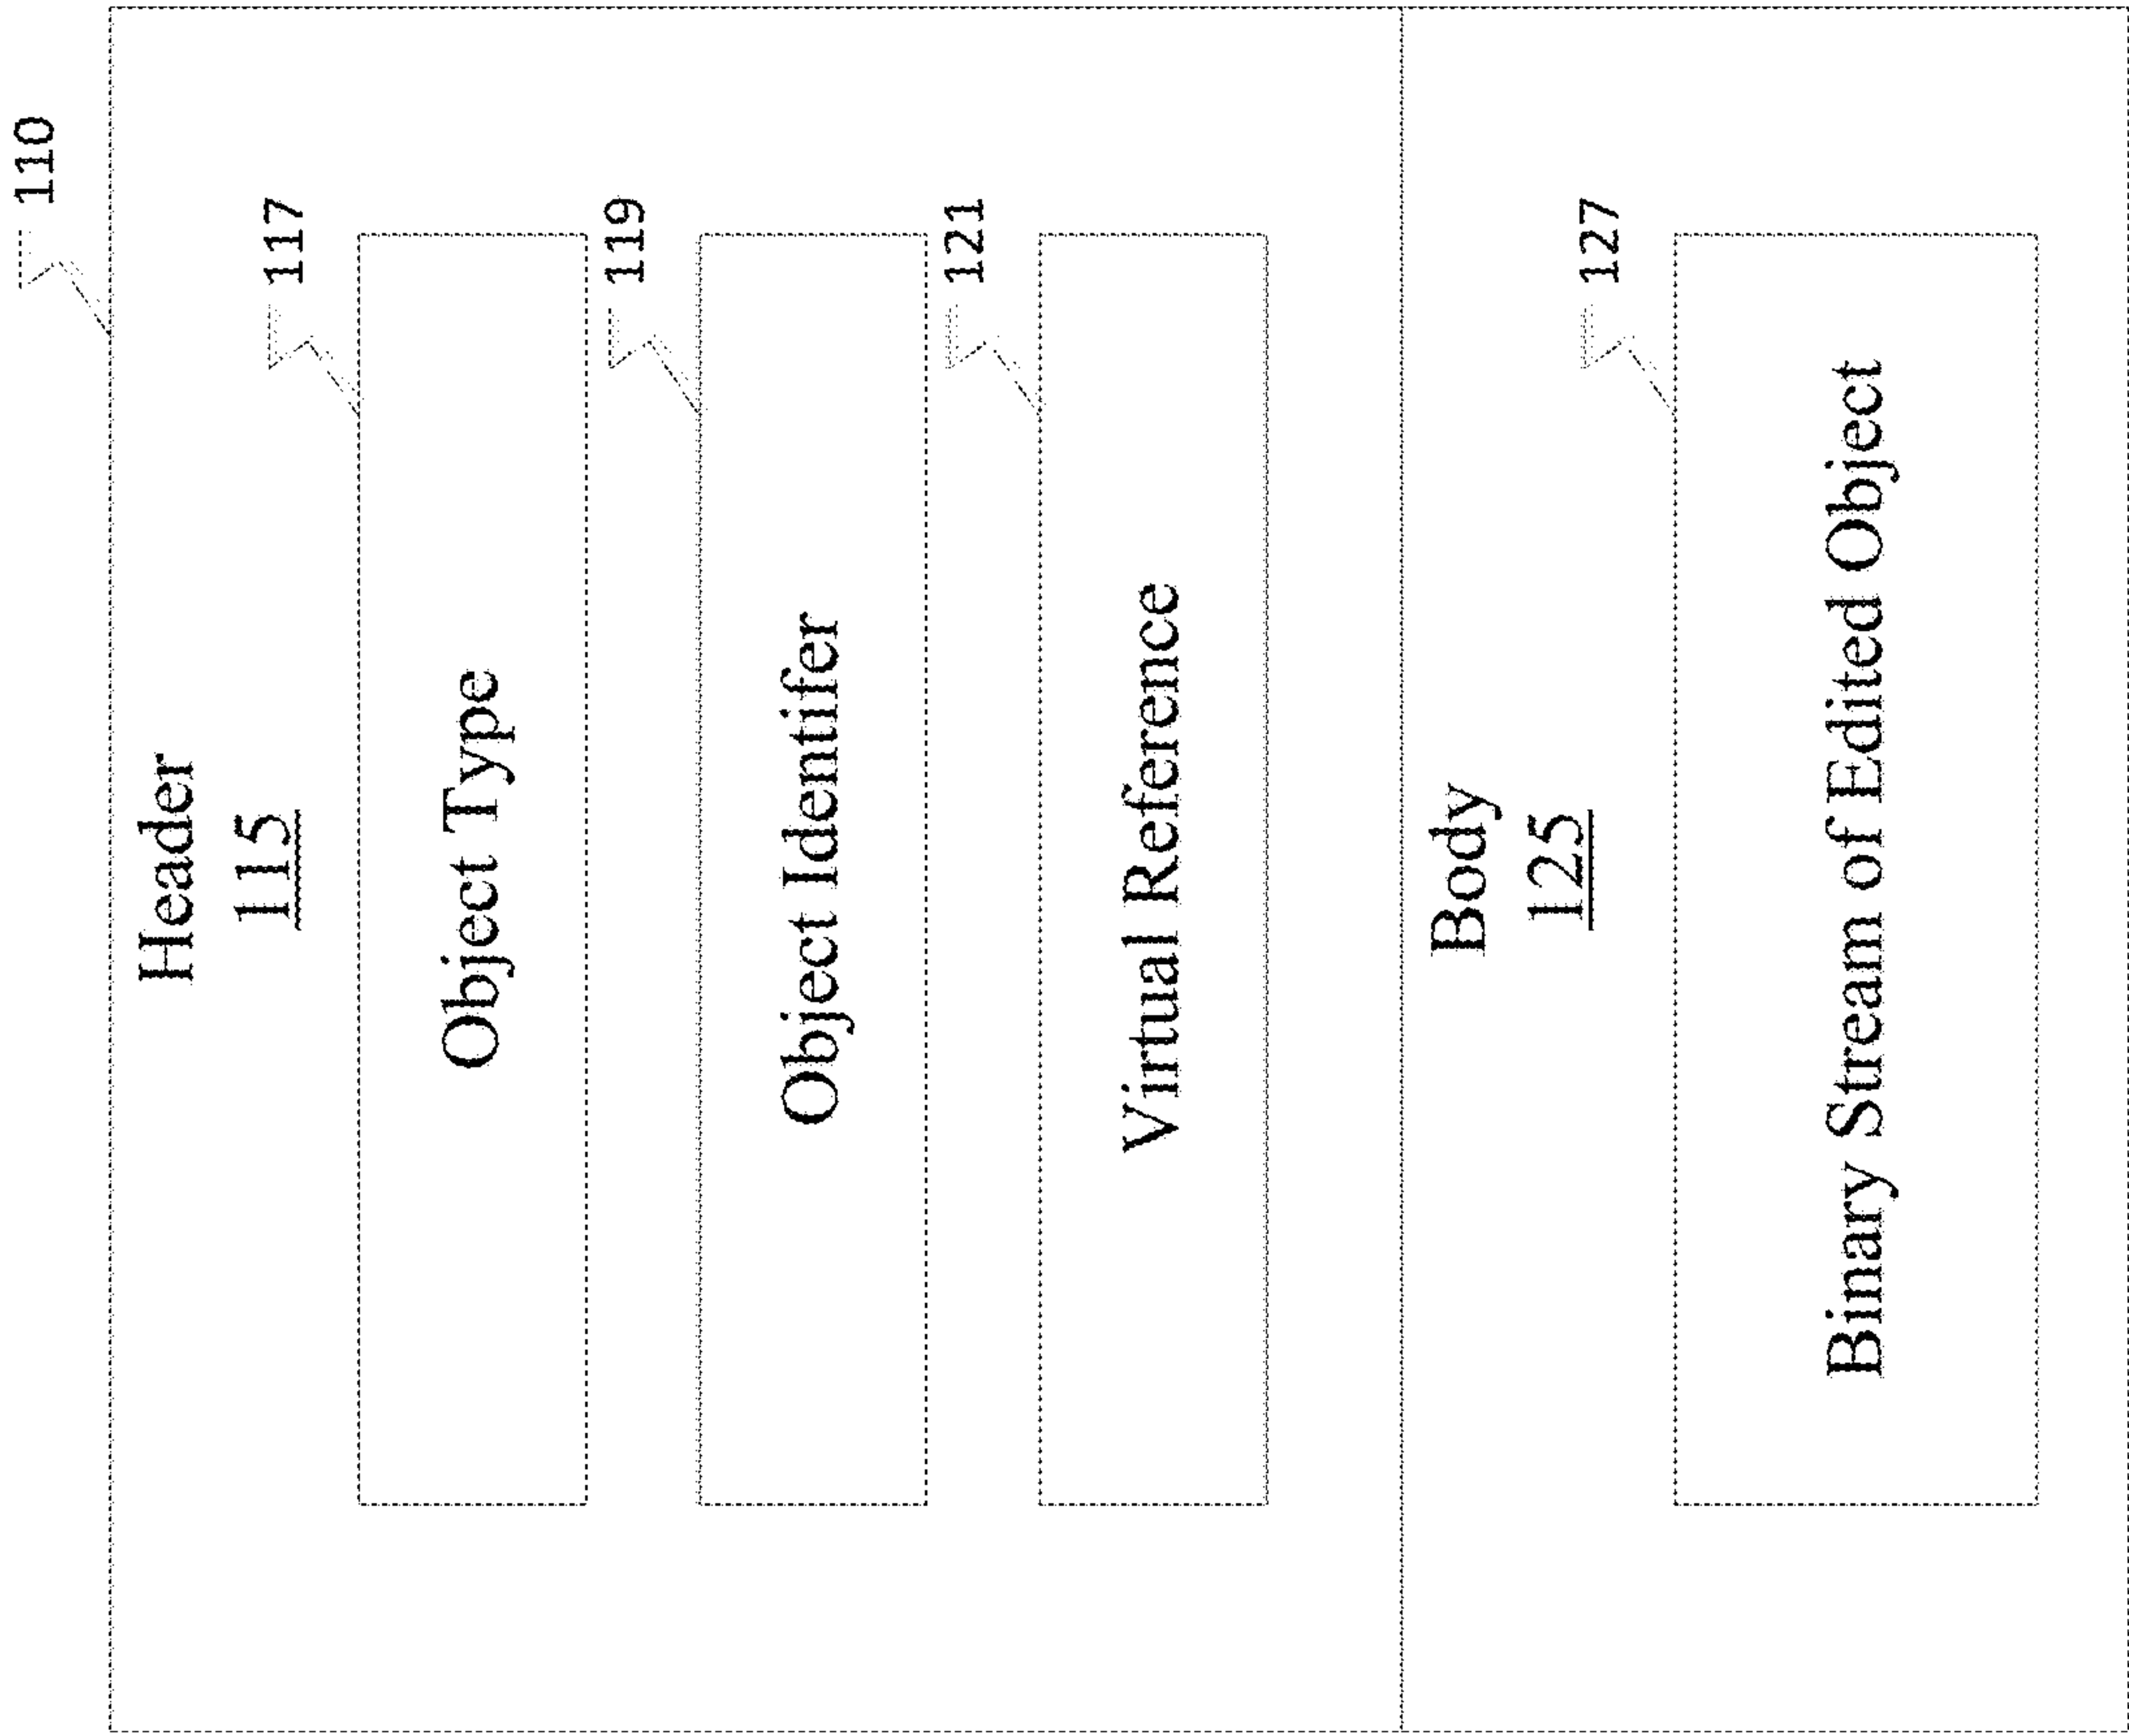 110
Header
115
117
Object Type
119
Object Identifer
121
Virtual Reference
Body
125
127
Binary Stream of Edited Object